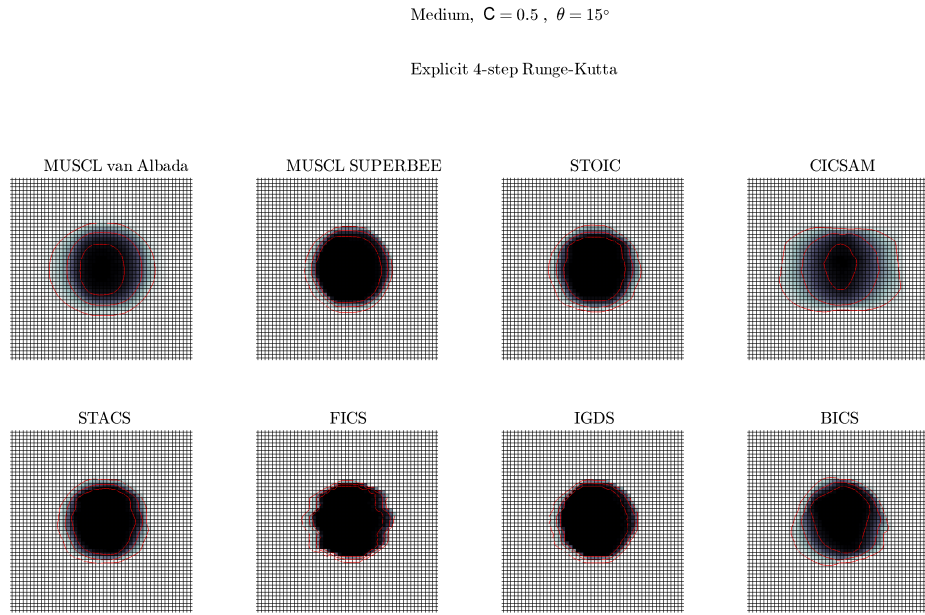 Medium, C = 0.5 , θ = 15°
Explicit 4-step Runge-Kutta
MUSCL van Albada
MUSCL SUPERBEE
STOIC
CICSAM
STACS
FICS
IGDS
BICS